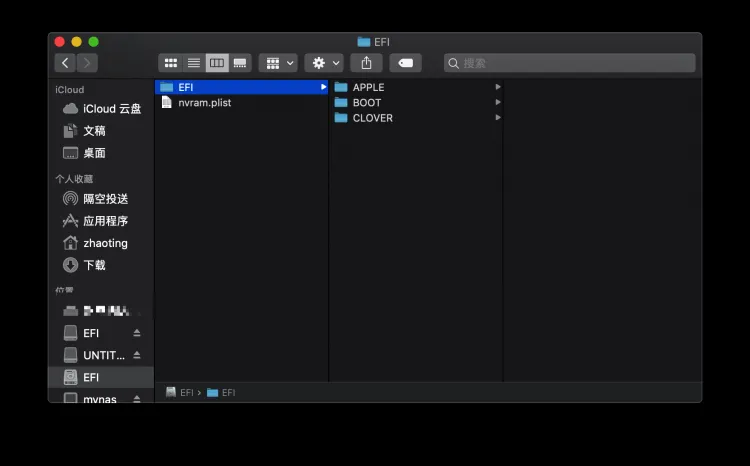 EFI
搜索
iCloud
iCloud 云盘
文稿
桌面
个人收藏
隔空投送
应用程序
zhaoting
下载
位置
EFI
UNTIT...
EFI
mynas
EFI
nvram.plist
APPLE
BOOT
CLOVER
EFI › EFI